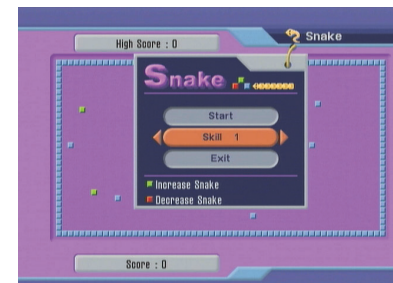 High Score : 0
Snake
Snake
Start
Skill 1
Exit
Increase Snake
Decrease Snake
Score : 0